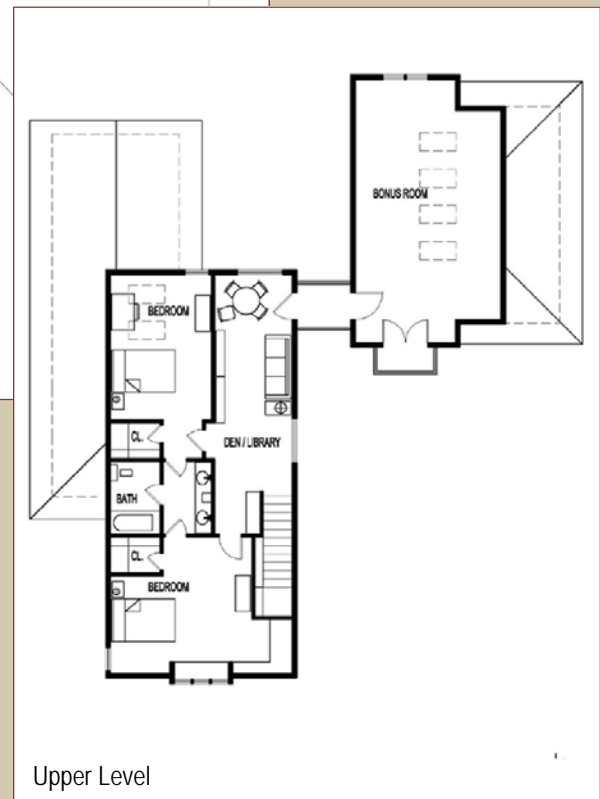 BONUS ROOM
BEDROOM
CL.
DEN / LIBRARY
BATH
CL.
BEDROOM
Upper Level